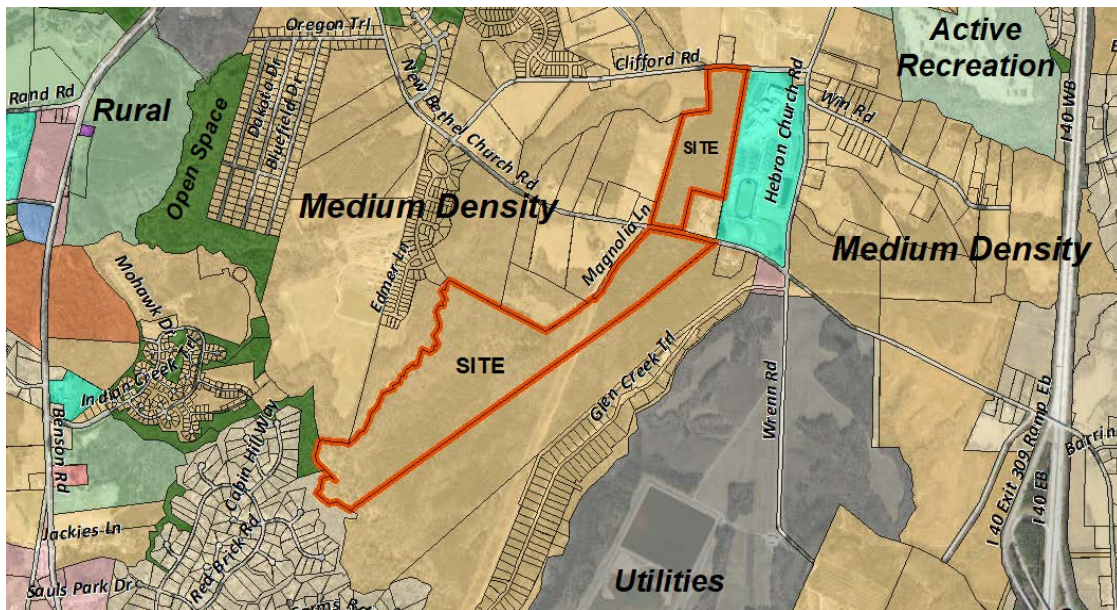 Oregon Trl
Clifford Rd
Active
Recreation
Rand Rd
Rural
Dakota Dr
Bluefield Dr
New Bethel Church Rd
Hebron Church Rd
Win Rd
I 40 WB
Open Space
SITE
Medium Density
Magnolia Ln
Medium Density
Edmer Ln
Mohawk Dr
SITE
Indian Creek Trl
Glen Creek Trl
Wrenn Rd
Benson Rd
Cabin Hill Way
I 40 Exit 309 Ramp Eb
I 40 EB
Jackies Ln
Red Brick Rd
Sauls Park Dr
Utilities